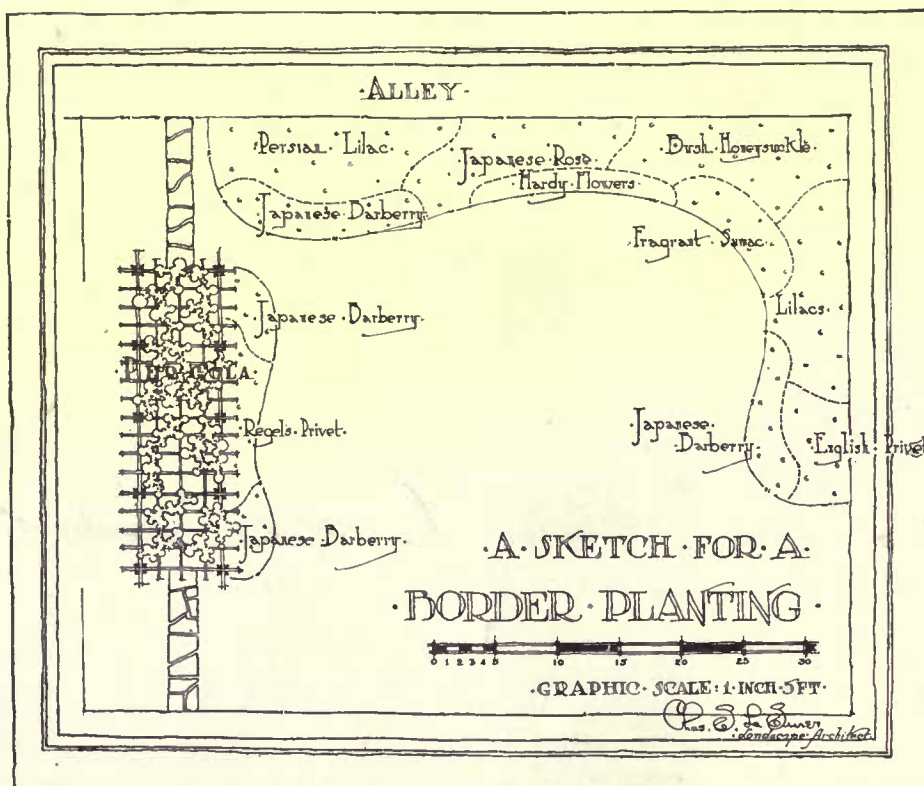 ·ALLEY·
·Persian·Lilac·
Japanese Rose
Bush Honeysuckle·
Hardy Flowers
Japanese·Barberry·
Fragrant·Sumac·
Japanese·Barberry·
Lilacs·
·PERGOLA·
·Regels·Privet·
Japanese·
Barberry·
English·Privet
Japanese·Barberry·
·A·SKETCH·FOR·A·
·BORDER·PLANTING·
0 1 2 3 4 5 10 15 20 25 30
·GRAPHIC·SCALE: 1·INCH-5FT·
Chas. E.
·Landscape·Architect·